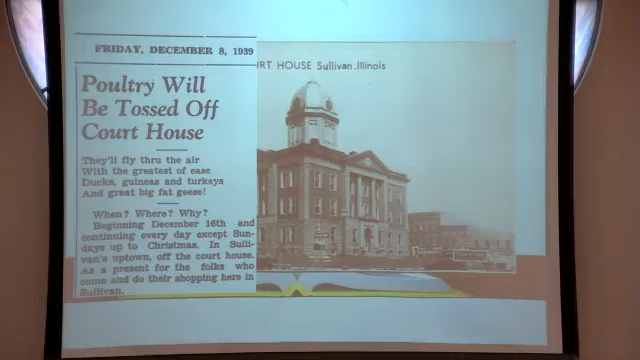 FRIDAY, DECEMBER 8, 1939
Poultry Will
Be Tossed Off
Court House
They'll fly thru the air
With the greatest of ease
Ducks, guineas and turkeys
And great big fat geese!
When? Where? Why?
Beginning December 16th and
continuing every day except Sun-
days up to Christmas. In Sulli-
van's uptown, off the court house.
As a present for the folks who
come and do their shopping here in
Sullivan.
URT HOUSE Sullivan, Illinois